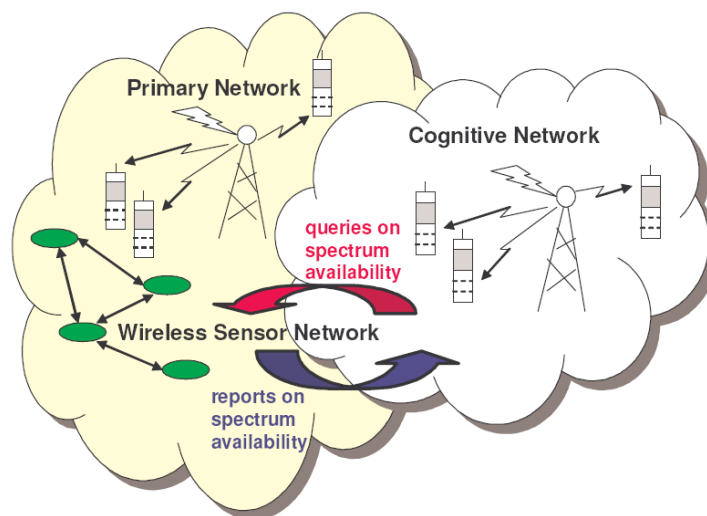 Primary Network
Cognitive Network
queries on
spectrum
availability
Wireless Sensor Network
reports on
spectrum
availability